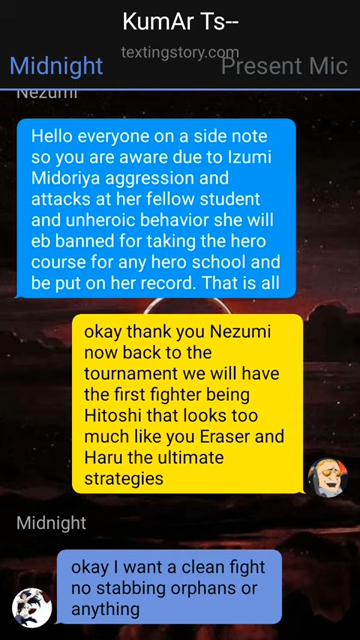 KumAr Ts--
textingstory.com
Midnight
Present Mic
Nezumi
Hello everyone on a side note
so you are aware due to Izumi
Midoriya aggression and
attacks at her fellow student
and unheroic behavior she will
eb banned for taking the hero
course for any hero school and
be put on her record. That is all
okay thank you Nezumi
now back to the
tournament we will have
the first fighter being
Hitoshi that looks too
much like you Eraser and
Haru the ultimate
strategies
Midnight
okay I want a clean fight
no stabbing orphans or
anything